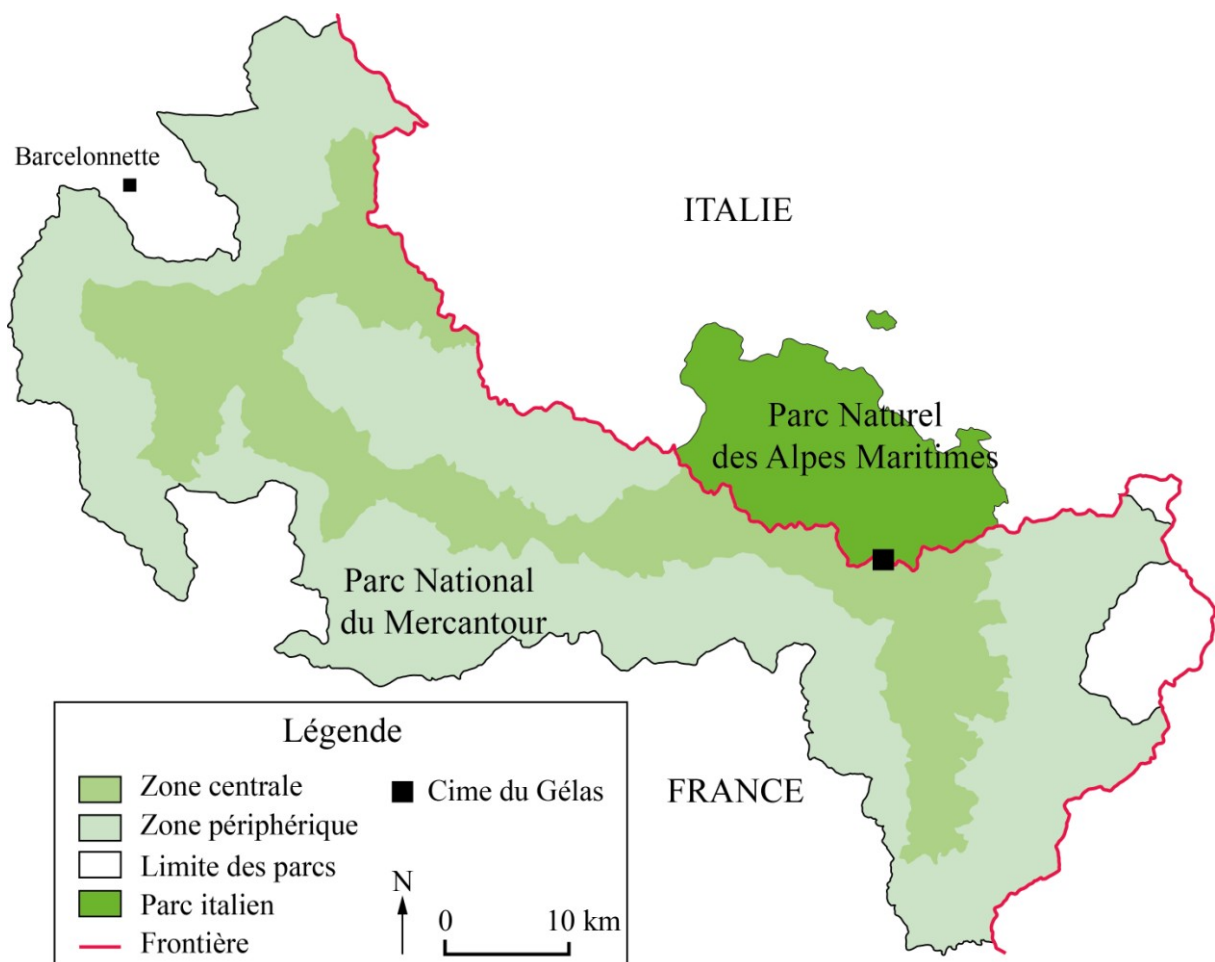 Barcelonnette
ITALIE
Parc Naturel
des Alpes Maritimes
Parc National
du Mercantour
FRANCE
Légende
Zone centrale
Zone périphérique
Limite des parcs
Parc italien
Frontière
Cime du Gélas
N
0 10 km